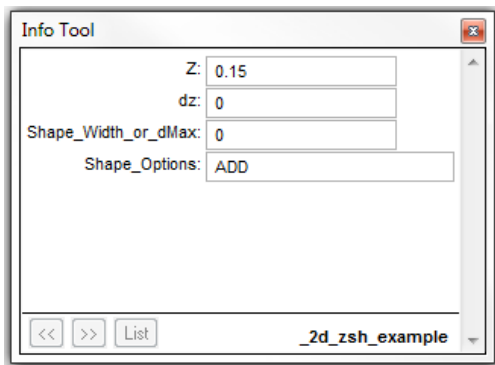 Info Tool
Z: 0.15
dz: 0
Shape_Width_or_dMax: 0
Shape_Options: ADD
<< >> List _2d_zsh_example